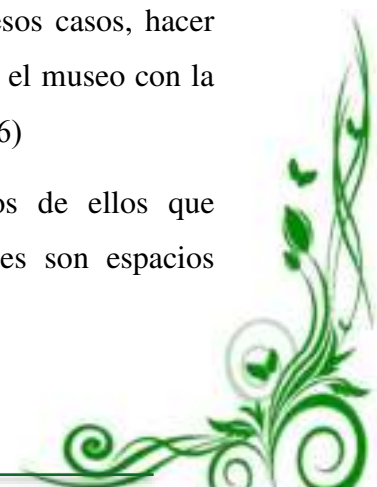 esos casos, hacer
el museo con la
6)
os de ellos que
es son espacios